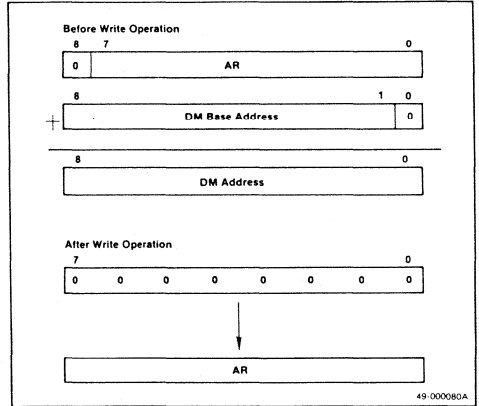 Before Write Operation
8 7 0
0 AR
8 1 0
+ DM Base Address 0
8 0
DM Address
After Write Operation
7 0
0 0 0 0 0 0 0 0
AR
49-000080A